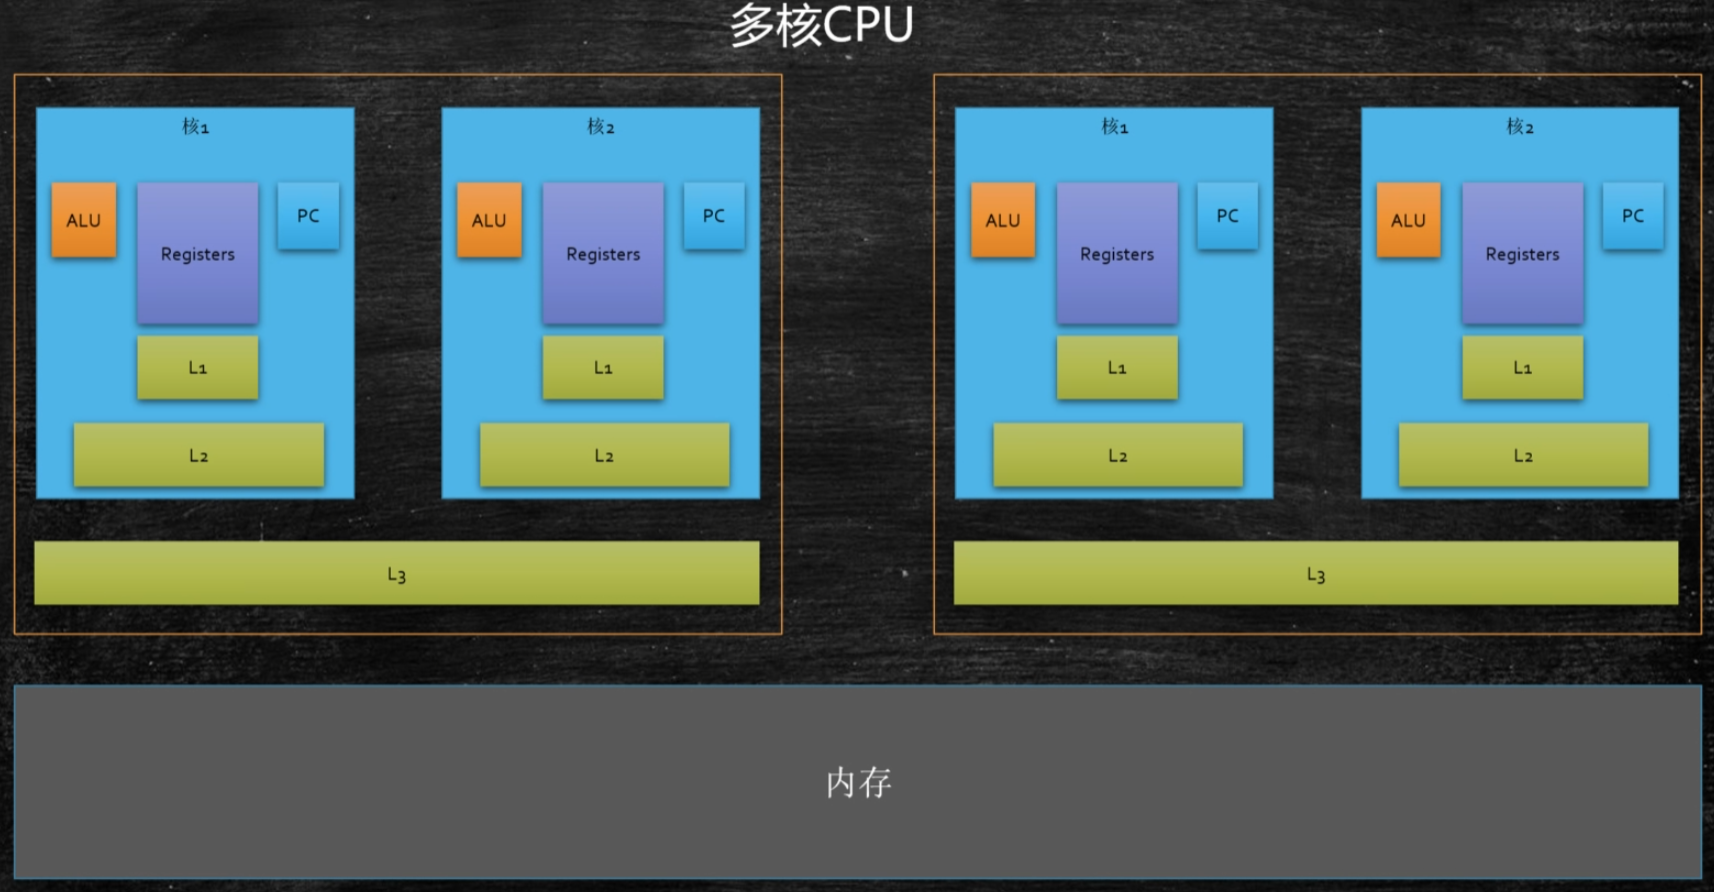 多核CPU
核1
ALU
Registers
PC
L1
L2
核2
ALU
Registers
PC
L1
L2
L3
核1
ALU
Registers
PC
L1
L2
核2
ALU
Registers
PC
L1
L2
L3
内存